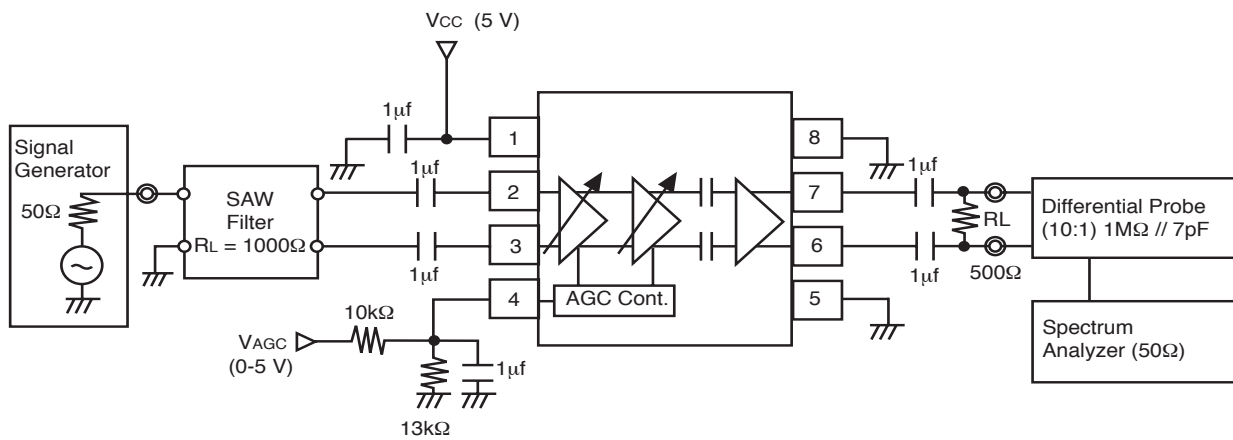 VCC (5 V)
1μf
Signal
Generator
50Ω
SAW
Filter
RL = 1000Ω
1μf
1μf
1
2
3
4
8
7
6
5
AGC Cont.
1μf
1μf
RL
500Ω
Differential Probe
(10:1) 1MΩ // 7pF
Spectrum
Analyzer (50Ω)
VAGC
(0-5 V)
10kΩ
13kΩ
1μf